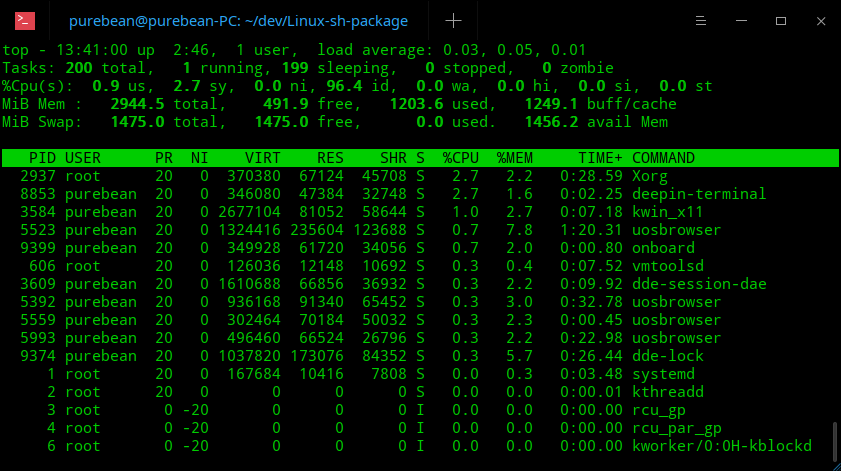 purebean@purebean-PC: ~/dev/Linux-sh-package
top - 13:41:00 up  2:46,  1 user,  load average: 0.03, 0.05, 0.01
Tasks: 200 total,   1 running, 199 sleeping,   0 stopped,   0 zombie
%Cpu(s):  0.9 us,  2.7 sy,  0.0 ni, 96.4 id,  0.0 wa,  0.0 hi,  0.0 si,  0.0 st
MiB Mem :   2944.5 total,    491.9 free,   1203.6 used,   1249.1 buff/cache
MiB Swap:   1475.0 total,   1475.0 free,      0.0 used.   1456.2 avail Mem
PID USER      PR  NI    VIRT    RES    SHR S  %CPU  %MEM     TIME+ COMMAND
2937 root      20   0  370380  67124  45708 S   2.7   2.2   0:28.59 Xorg
8853 purebean  20   0  346080  47384  32748 S   2.7   1.6   0:02.25 deepin-terminal
3584 purebean  20   0 2677104  81052  58644 S   1.0   2.7   0:07.18 kwin_x11
5523 purebean  20   0 1324416 235604 123688 S   0.7   7.8   1:20.31 uosbrowser
9399 purebean  20   0  349928  61720  34056 S   0.7   2.0   0:00.80 onboard
606 root      20   0  126036  12148  10692 S   0.3   0.4   0:07.52 vmtoolsd
3609 purebean  20   0 1610688  66856  36932 S   0.3   2.2   0:09.92 dde-session-dae
5392 purebean  20   0  936168  91340  65452 S   0.3   3.0   0:32.78 uosbrowser
5559 purebean  20   0  302464  70184  50032 S   0.3   2.3   0:00.45 uosbrowser
5993 purebean  20   0  496460  66524  26796 S   0.3   2.2   0:22.98 uosbrowser
9374 purebean  20   0 1037820 173076  84352 S   0.3   5.7   0:26.44 dde-lock
1 root      20   0  167684  10416   7808 S   0.0   0.3   0:03.48 systemd
2 root      20   0       0      0      0 S   0.0   0.0   0:00.01 kthreadd
3 root       0 -20       0      0      0 I   0.0   0.0   0:00.00 rcu_gp
4 root       0 -20       0      0      0 I   0.0   0.0   0:00.00 rcu_par_gp
6 root       0 -20       0      0      0 I   0.0   0.0   0:00.00 kworker/0:0H-kblockd